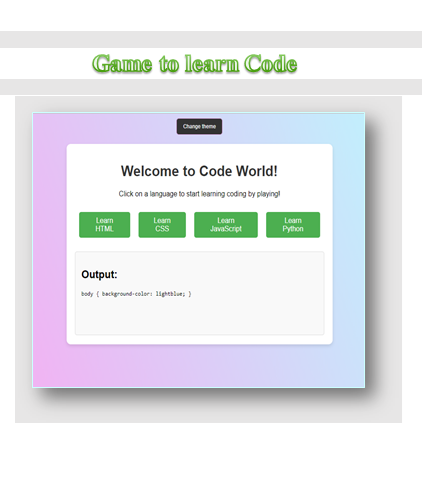 Game to learn Code
Change theme
Welcome to Code World!
Click on a language to start learning coding by playing!
Learn
HTML
Learn
CSS
Learn
JavaScript
Learn
Python
Output:
body { background-color: lightblue; }